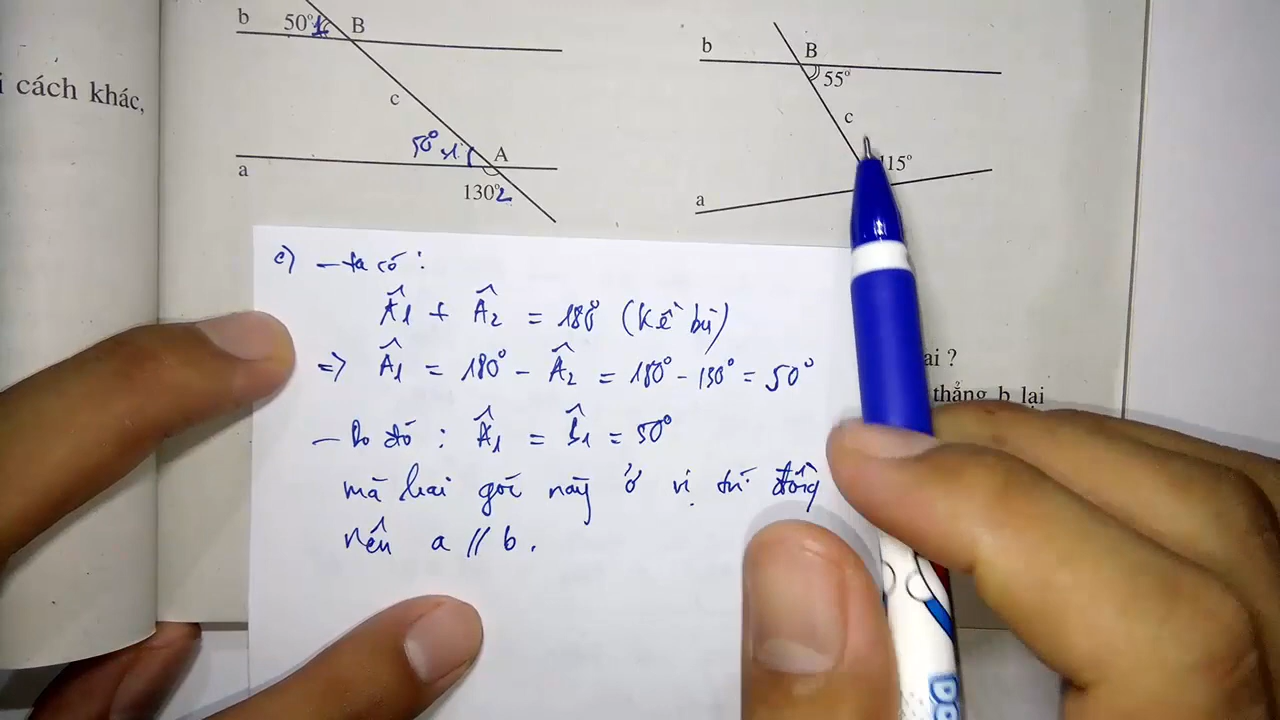 i cách khác,
b 50° 1 B
c
50° 1 A
a
130° 2
b B
55°
c
115°
a
c) - ta có:
Â1 + Â2 = 180° (kề bù)
=> Â1 = 180° - Â2 = 180° - 130° = 50°
- Do đó: Â1 = B̂1 = 50°
mà hai góc này ở vị trí đồng
nên a // b.
ai ?
thẳng b lại